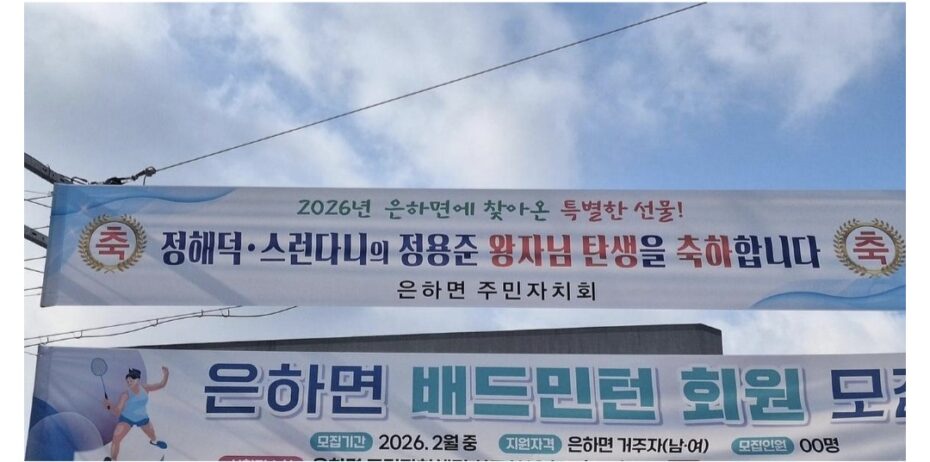 2026년 은하면에 찾아온 특별한 선물!
축 정해덕·스런다니의 정용준 왕자님 탄생을 축하합니다 축
은하면 주민자치회
은하면 배드민턴 회원
모집기간 2026. 2월 중 지원자격 은하면 거주자(남·여) 모집인원 00명